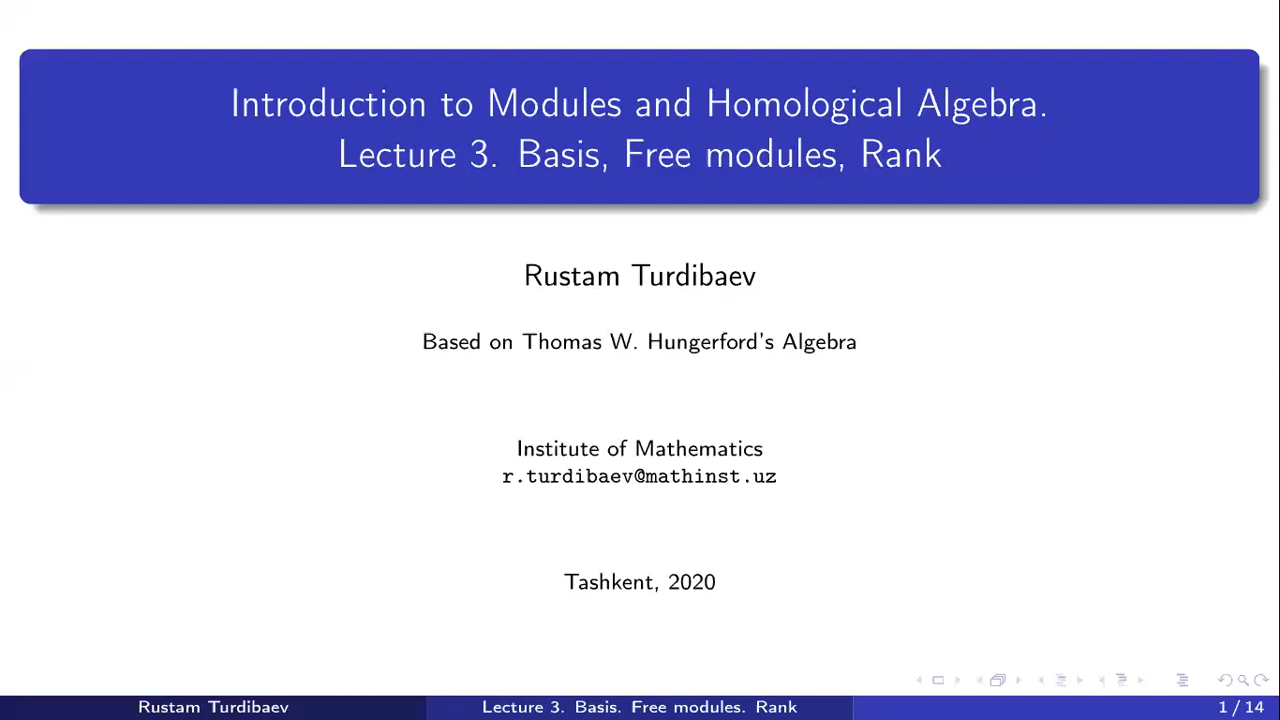 Introduction to Modules and Homological Algebra.
Lecture 3. Basis, Free modules, Rank
Rustam Turdibaev
Based on Thomas W. Hungerford's Algebra
Institute of Mathematics
r.turdibaev@mathinst.uz
Tashkent, 2020
Rustam Turdibaev
Lecture 3. Basis. Free modules. Rank
1 / 14